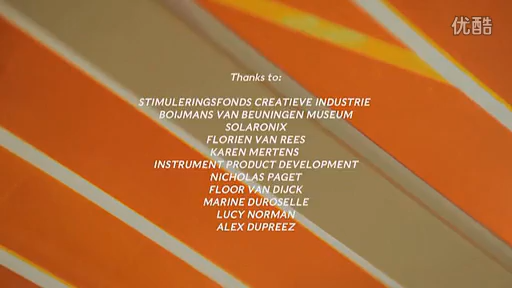 优酷
Thanks to:
STIMULERINGSFONDS CREATIEVE INDUSTRIE
BOIJMANS VAN BEUNINGEN MUSEUM
SOLARONIX
FLORIEN VAN REES
KAREN MERTENS
INSTRUMENT PRODUCT DEVELOPMENT
NICHOLAS PAGET
FLOOR VAN DIJCK
MARINE DUROSELLE
LUCY NORMAN
ALEX DUPREEZ